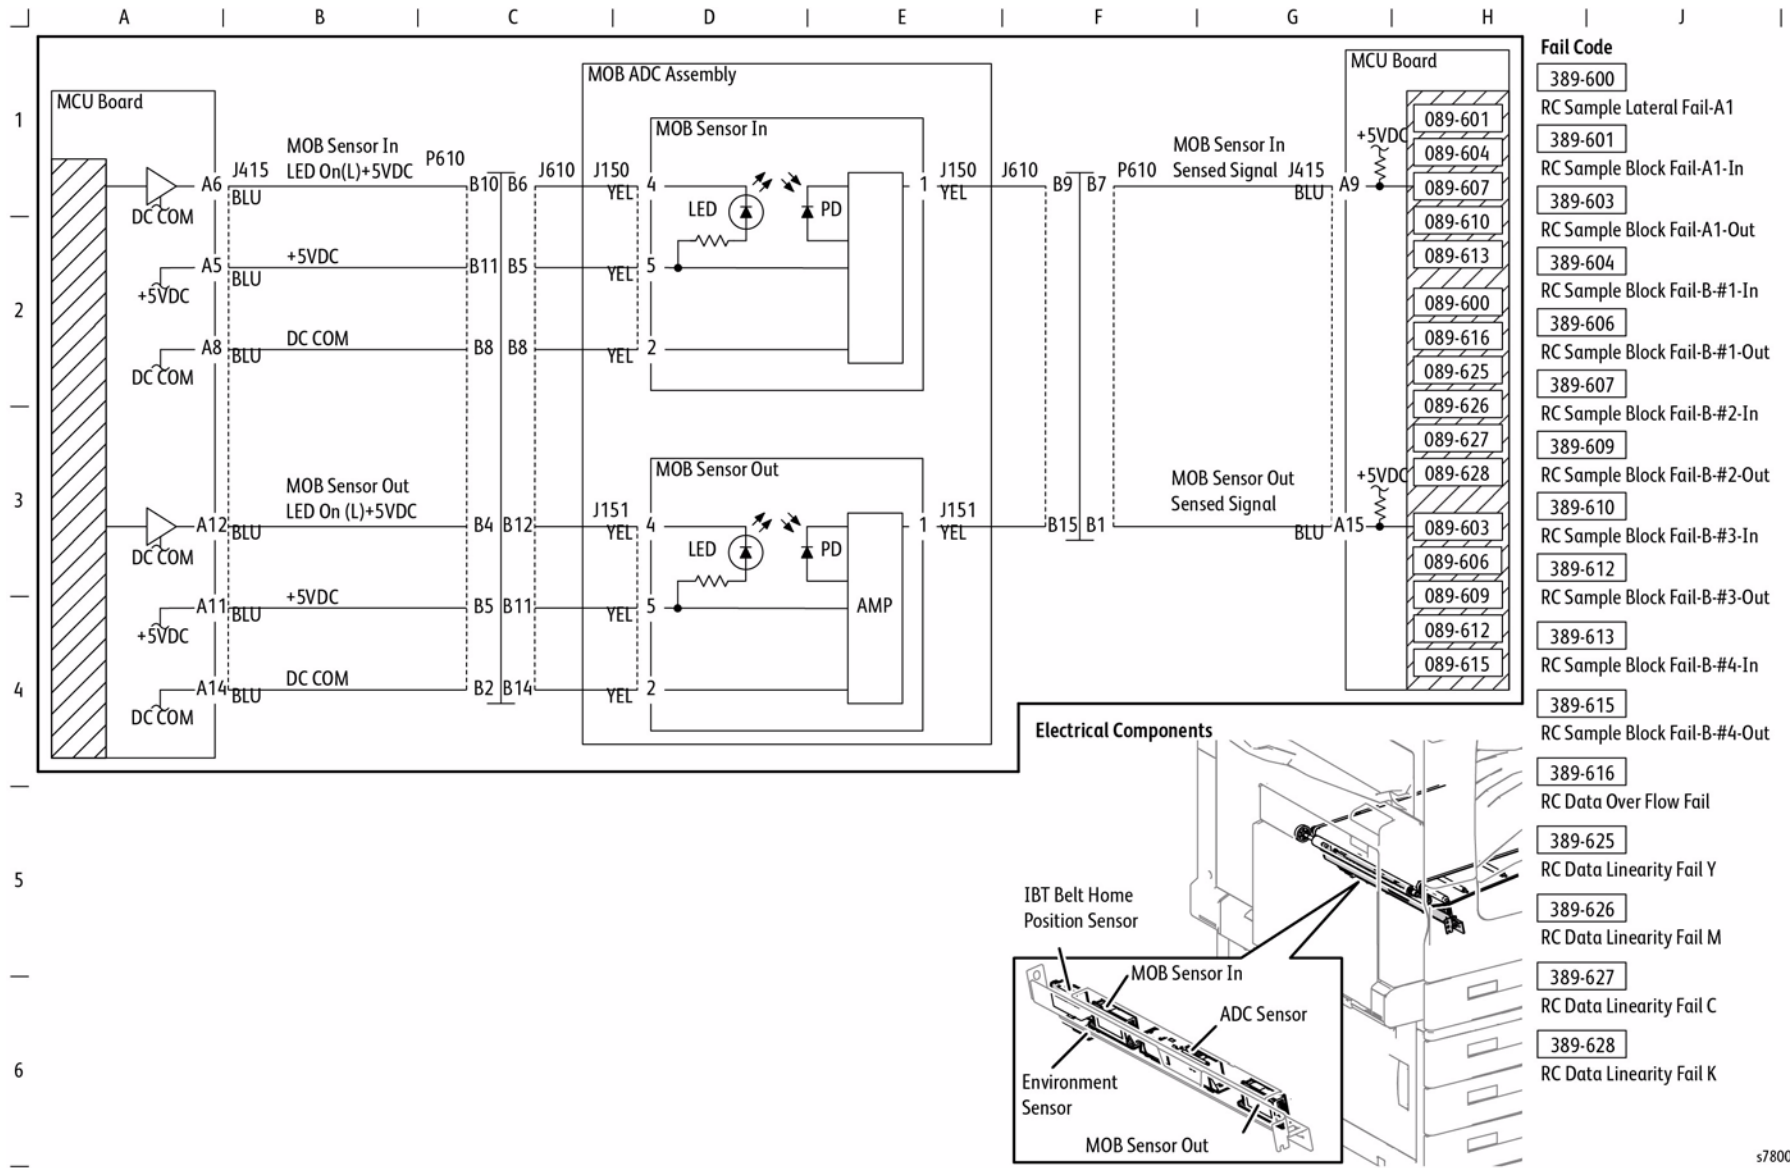 A | B | C | D | E | F | G | H | J |
1
2
3
4
5
6
MCU Board
DC COM
A6
J415
BLU
MOB Sensor In
LED On(L)+5VDC
P610
B10 B6
J610
J150
YEL
4
A5
BLU
+5VDC
+5VDC
B11 B5
YEL
5
A8
BLU
DC COM
DC COM
B8 B8
YEL
2
MOB Sensor Out
LED On (L)+5VDC
A12
BLU
DC COM
B4 B12
J151
YEL
4
A11
BLU
+5VDC
+5VDC
B5 B11
YEL
5
A14
BLU
DC COM
DC COM
B2 B14
YEL
2
MOB ADC Assembly
MOB Sensor In
LED
PD
1
J150
YEL
J610
B9 B7
P610
MOB Sensor In
Sensed Signal
J415
BLU
A9
MOB Sensor Out
LED
PD
AMP
1
J151
YEL
B15 B1
MOB Sensor Out
Sensed Signal
BLU
A15
MCU Board
+5VDC
+5VDC
089-601
089-604
089-607
089-610
089-613
089-600
089-616
089-625
089-626
089-627
089-628
089-603
089-606
089-609
089-612
089-615
Fail Code
389-600
RC Sample Lateral Fail-A1
389-601
RC Sample Block Fail-A1-In
389-603
RC Sample Block Fail-A1-Out
389-604
RC Sample Block Fail-B-#1-In
389-606
RC Sample Block Fail-B-#1-Out
389-607
RC Sample Block Fail-B-#2-In
389-609
RC Sample Block Fail-B-#2-Out
389-610
RC Sample Block Fail-B-#3-In
389-612
RC Sample Block Fail-B-#3-Out
389-613
RC Sample Block Fail-B-#4-In
389-615
RC Sample Block Fail-B-#4-Out
389-616
RC Data Over Flow Fail
389-625
RC Data Linearity Fail Y
389-626
RC Data Linearity Fail M
389-627
RC Data Linearity Fail C
389-628
RC Data Linearity Fail K
Electrical Components
IBT Belt Home
Position Sensor
MOB Sensor In
ADC Sensor
Environment
Sensor
MOB Sensor Out
s7800